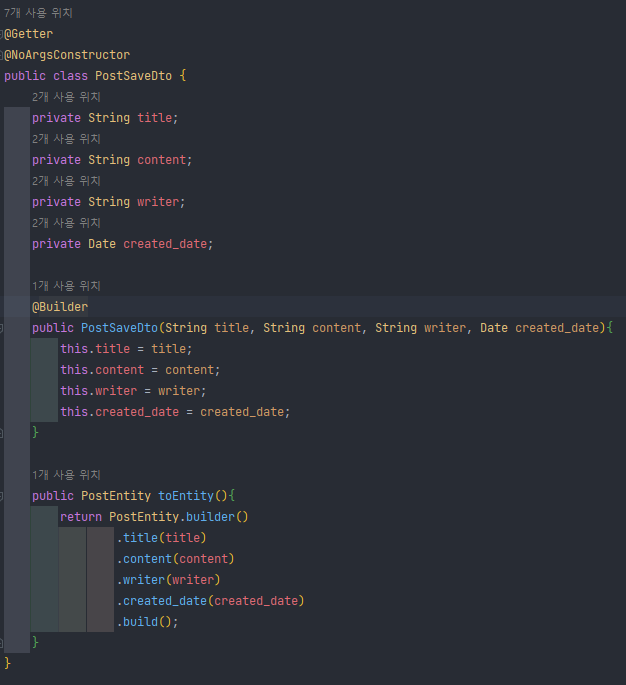 7개 사용 위치
@Getter
@NoArgsConstructor
public class PostSaveDto {
2개 사용 위치
private String title;
2개 사용 위치
private String content;
2개 사용 위치
private String writer;
2개 사용 위치
private Date created_date;
1개 사용 위치
@Builder
public PostSaveDto(String title, String content, String writer, Date created_date){
this.title = title;
this.content = content;
this.writer = writer;
this.created_date = created_date;
}
1개 사용 위치
public PostEntity toEntity(){
return PostEntity.builder()
.title(title)
.content(content)
.writer(writer)
.created_date(created_date)
.build();
}
}